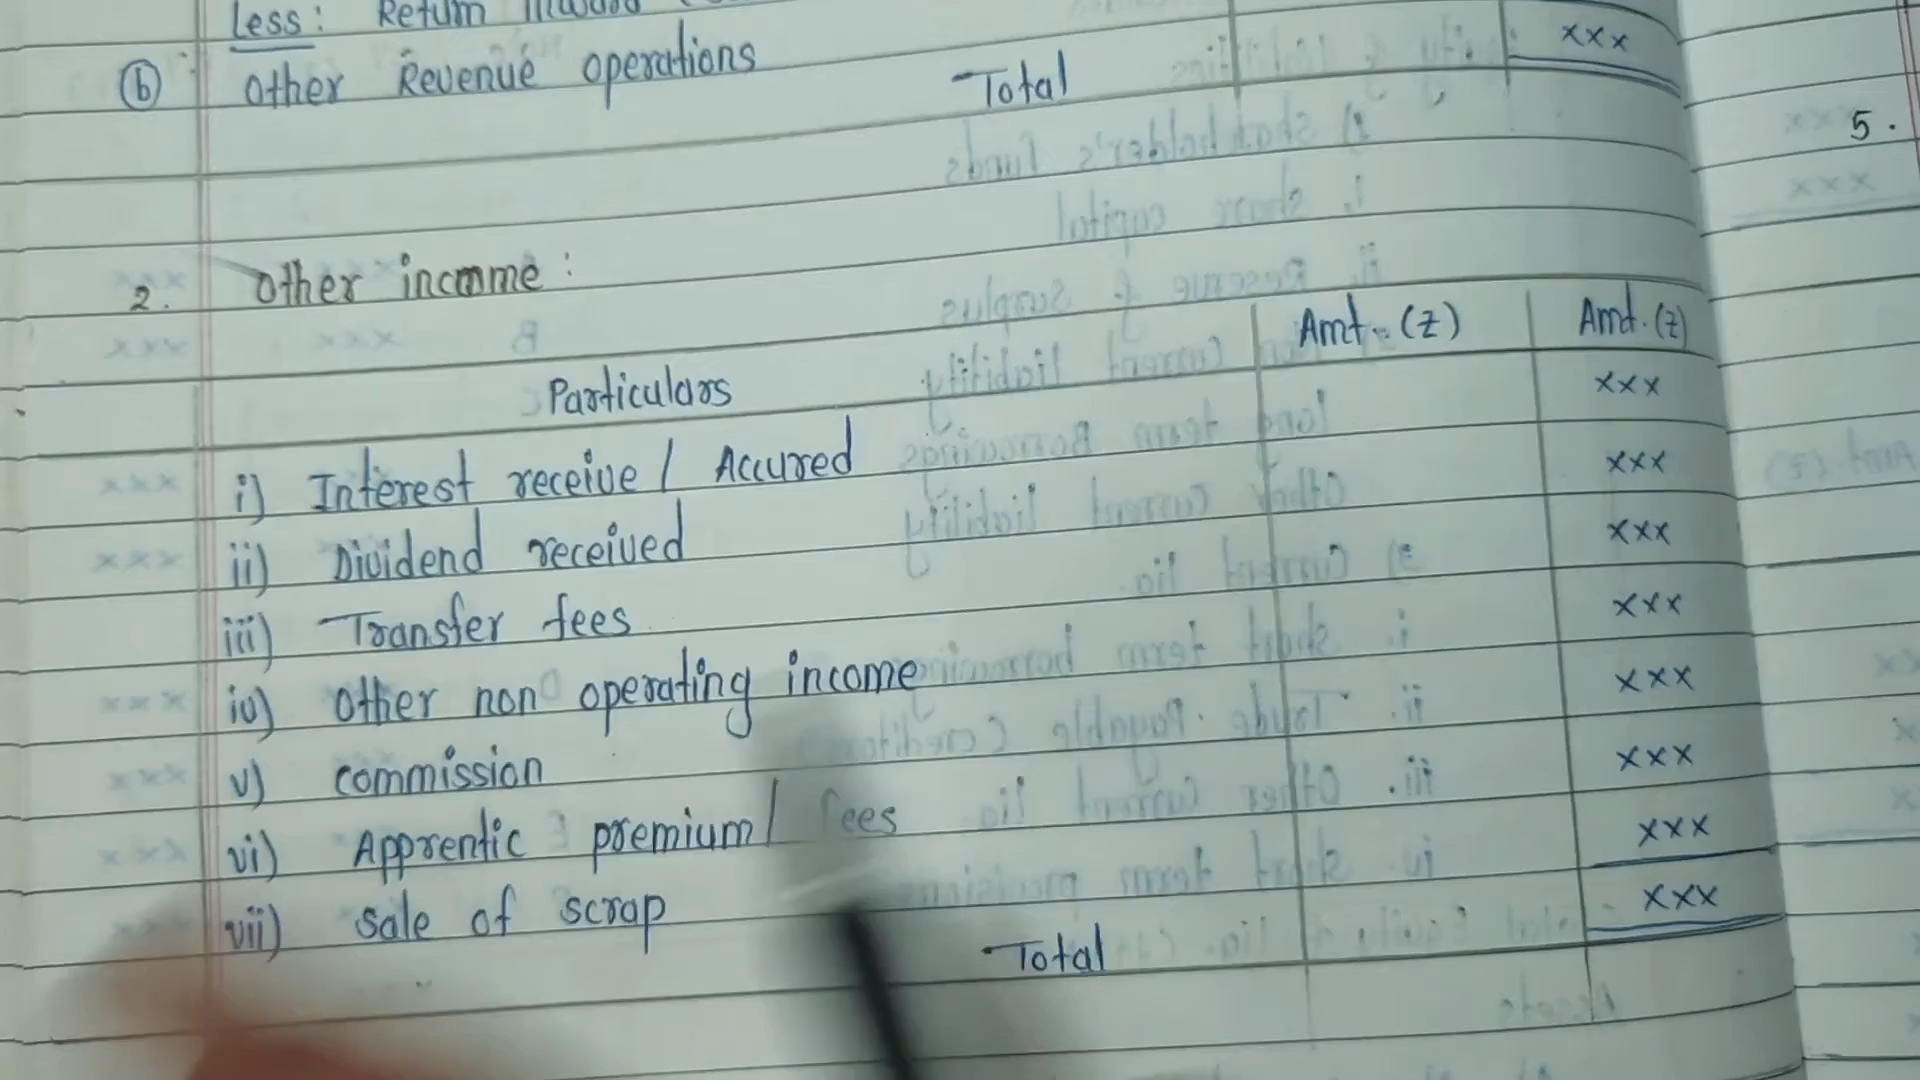 Less: Return
(b) Other Revenue operations
Total xxx
5.
2. Other incmme:
Particulars Amt. (₹) Amt. (₹)
i) Interest receive / Accured xxx
ii) Dividend received xxx
iii) Transfer fees xxx
iv) Other non operating income xxx
v) commission xxx
vi) Apprentic premium / fees xxx
vii) sale of scrap xxx
Total xxx